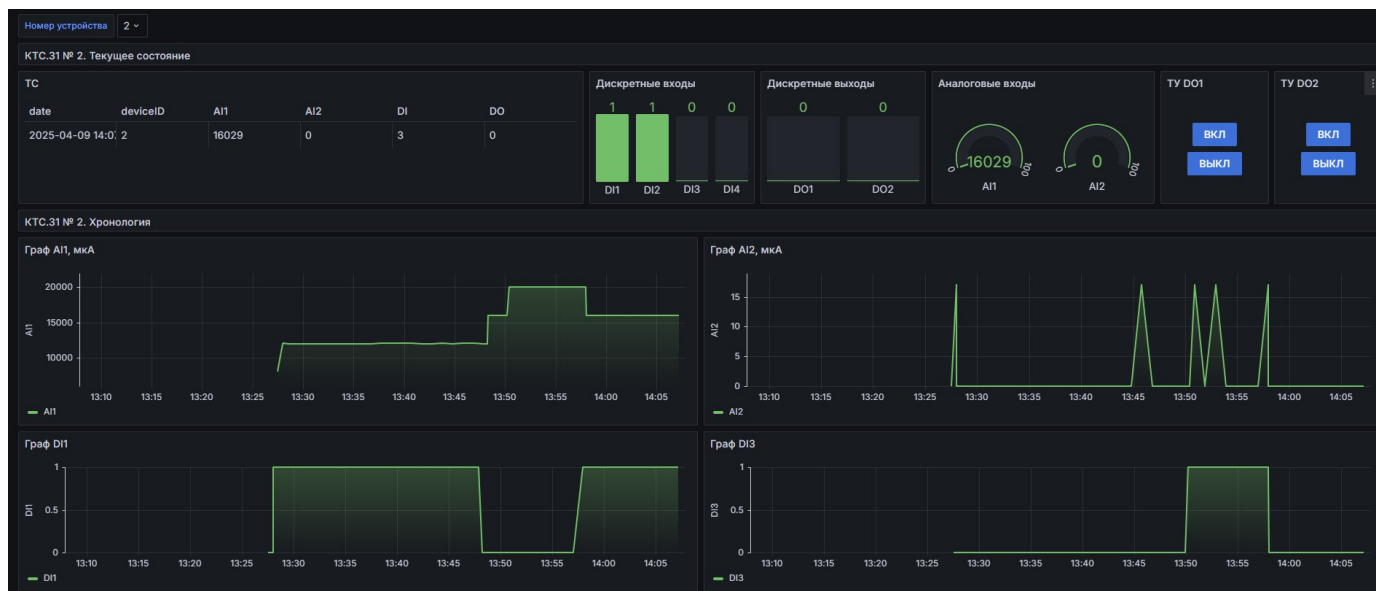 Номер устройства 2
КТС.31 № 2. Текущее состояние
ТС
date deviceID AI1 AI2 DI DO
2025-04-09 14:0 2 16029 0 3 0
Дискретные входы
1 1 0 0
DI1 DI2 DI3 DI4
Дискретные выходы
0 0
DO1 DO2
Аналоговые входы
0 16029 100 0 0 100
AI1 AI2
ТУ DO1
ВКЛ
ВЫКЛ
ТУ DO2
ВКЛ
ВЫКЛ
КТС.31 № 2. Хронология
Граф AI1, мкА
20000
15000
10000
AI1
13:10 13:15 13:20 13:25 13:30 13:35 13:40 13:45 13:50 13:55 14:00 14:05
AI1
Граф AI2, мкА
15
10
5
0
AI2
13:10 13:15 13:20 13:25 13:30 13:35 13:40 13:45 13:50 13:55 14:00 14:05
AI2
Граф DI1
1
0.5
0
DI1
13:10 13:15 13:20 13:25 13:30 13:35 13:40 13:45 13:50 13:55 14:00 14:05
DI1
Граф DI3
1
0.5
0
DI3
13:10 13:15 13:20 13:25 13:30 13:35 13:40 13:45 13:50 13:55 14:00 14:05
DI3